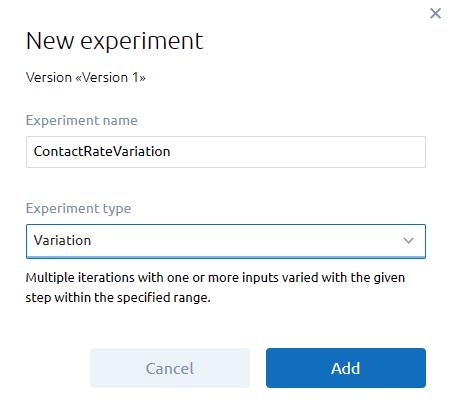 New experiment
Version «Version 1»
Experiment name
ContactRateVariation
Experiment type
Variation
Multiple iterations with one or more inputs varied with the given
step within the specified range.
Cancel
Add